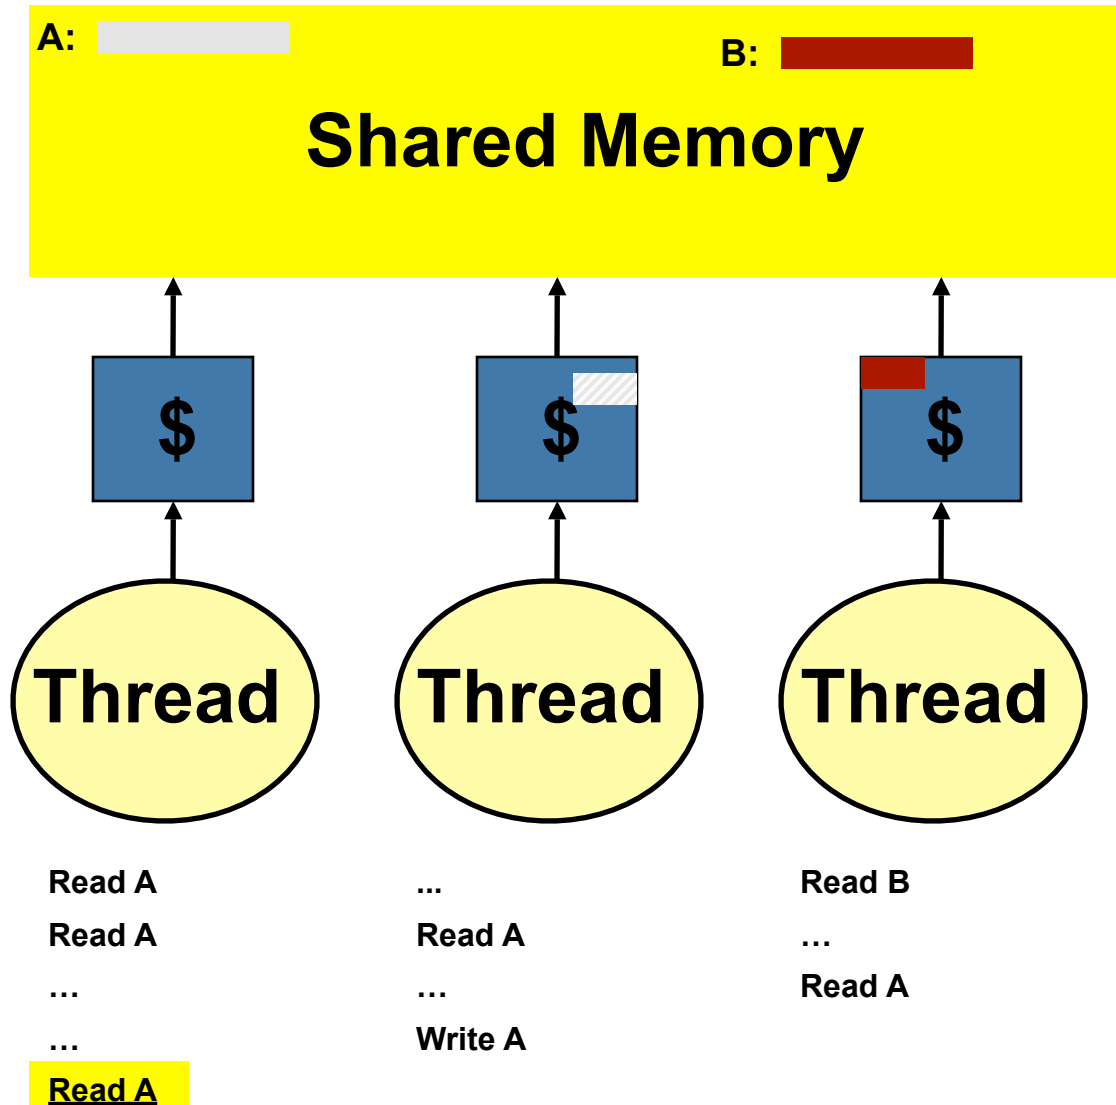 A:
B:
Shared Memory
$ $ $
Thread Thread Thread
Read A ... Read B
Read A Read A …
… … Read A
… Write A
Read A